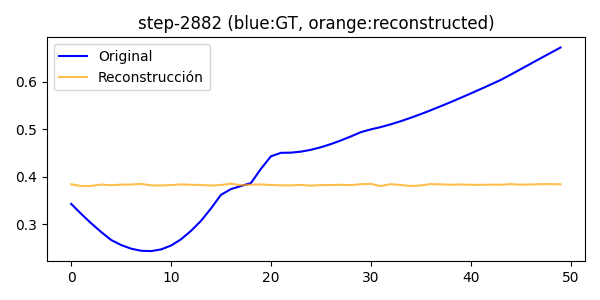 step-2882 (blue:GT, orange:reconstructed)
Original
Reconstrucción
0.6
0.5
0.4
0.3
0 10 20 30 40 50